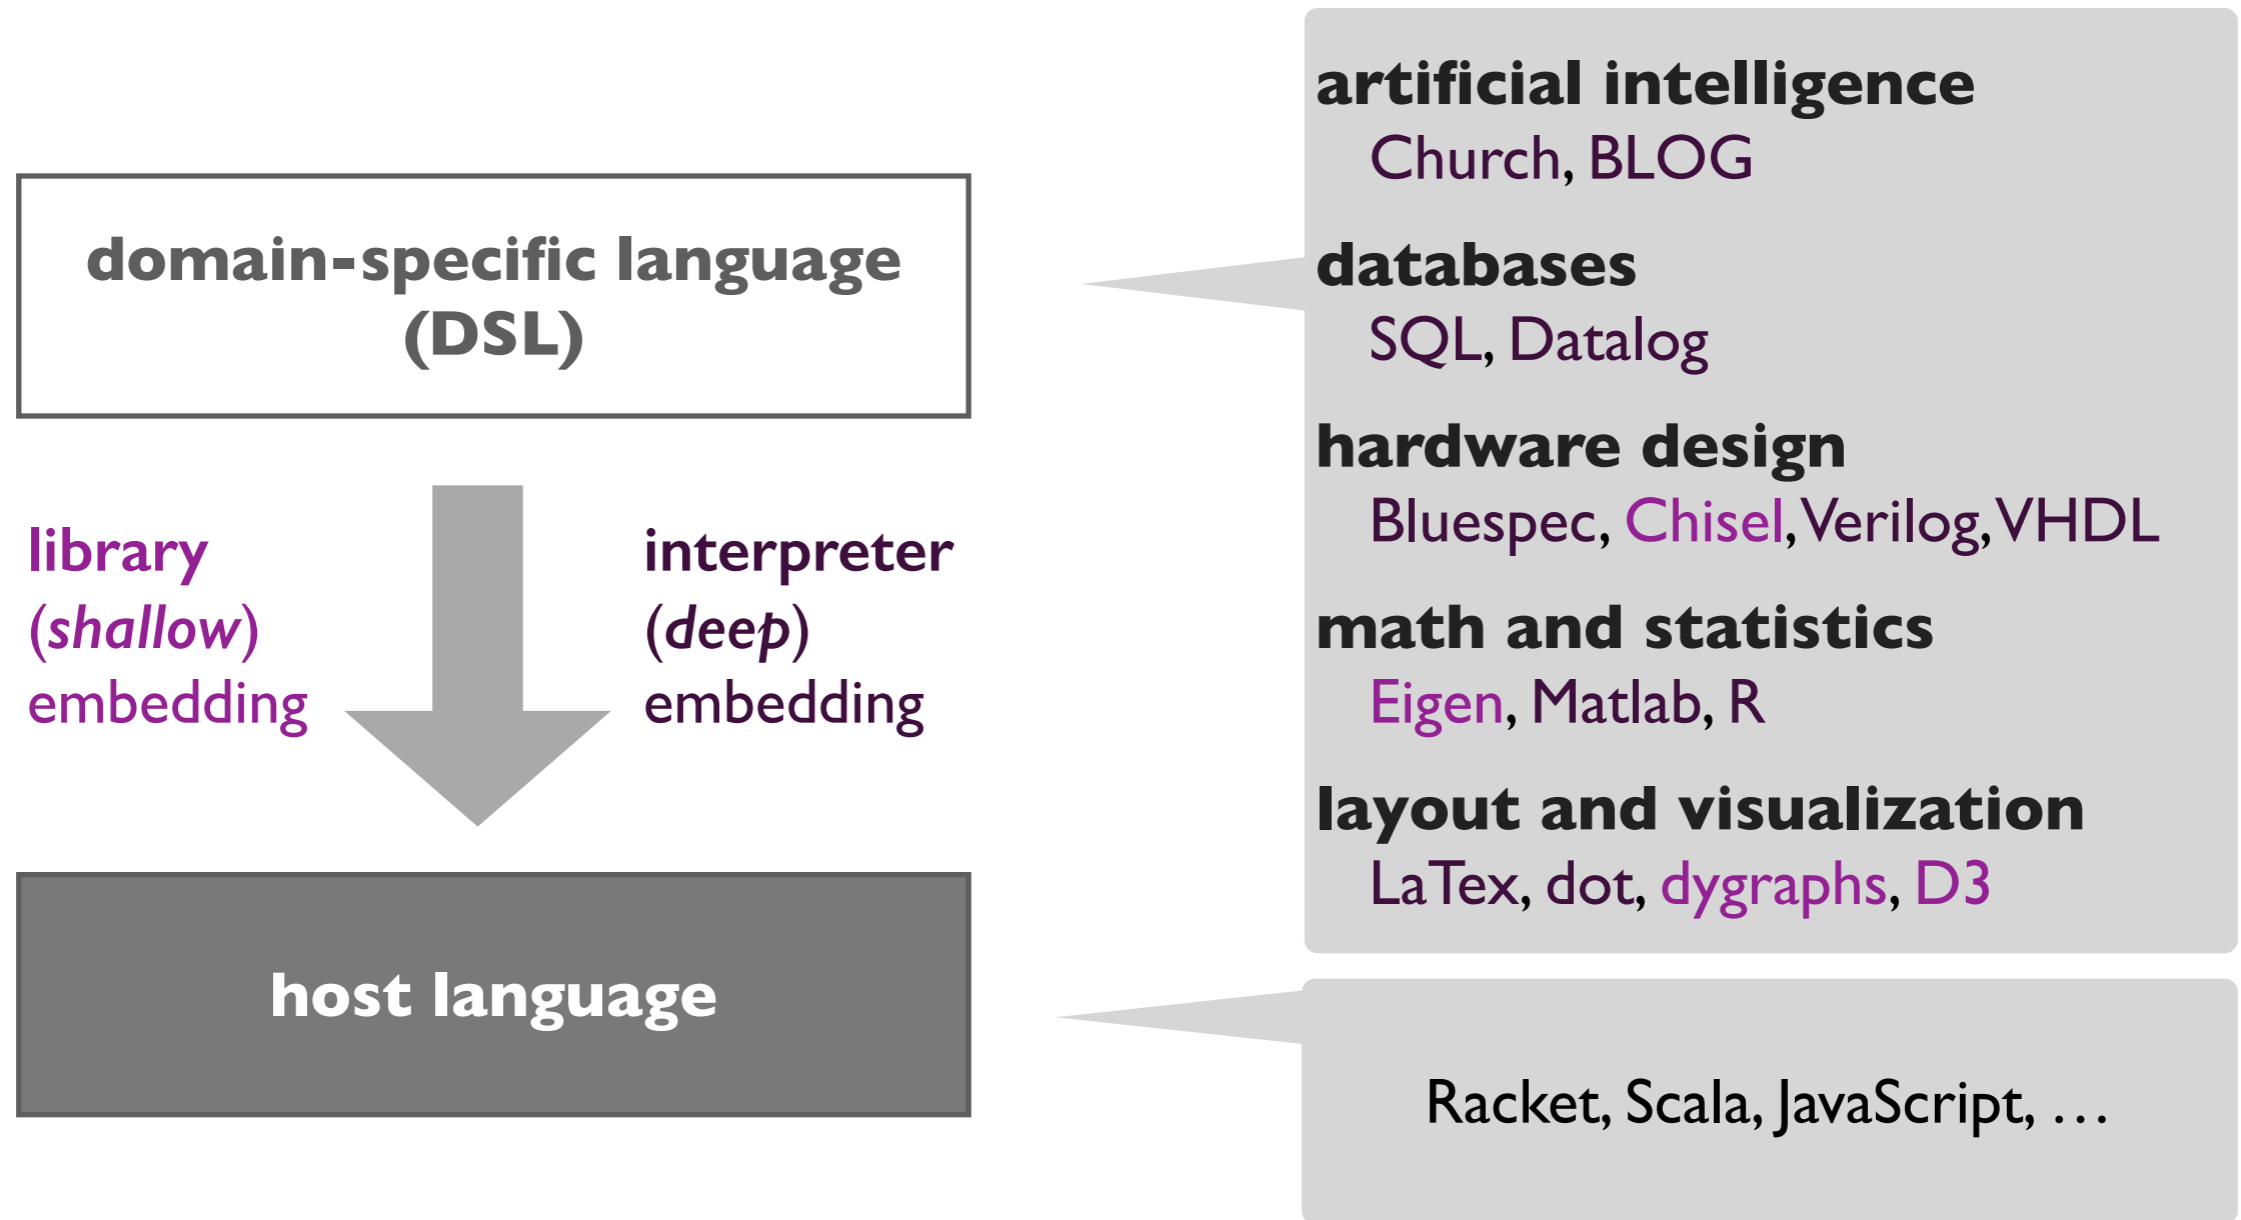 domain-specific language
(DSL)
library
(shallow)
embedding
interpreter
(deep)
embedding
host language
artificial intelligence
Church, BLOG
databases
SQL, Datalog
hardware design
Bluespec, Chisel, Verilog, VHDL
math and statistics
Eigen, Matlab, R
layout and visualization
LaTex, dot, dygraphs, D3
Racket, Scala, JavaScript, …